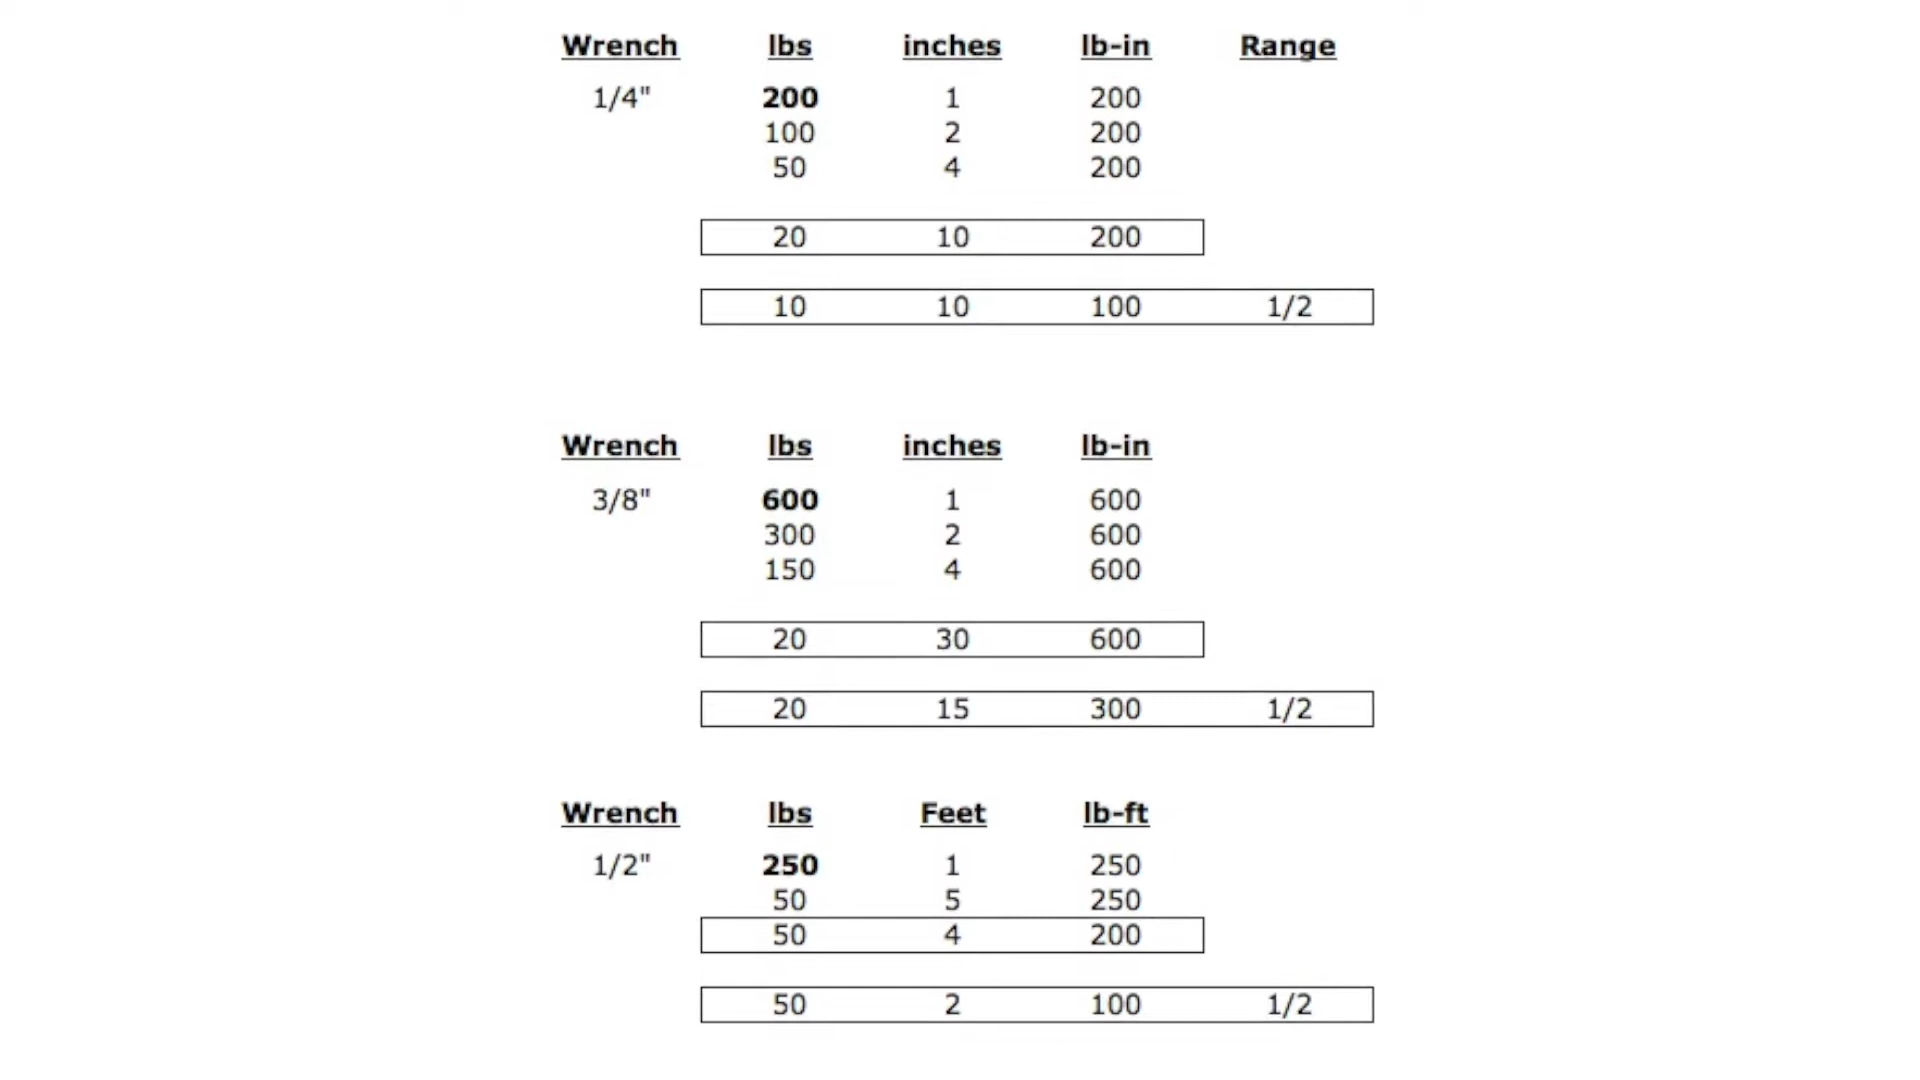 Wrench lbs inches lb-in Range
1/4" 200 1 200
100 2 200
50 4 200
20 10 200
10 10 100 1/2
Wrench lbs inches lb-in
3/8" 600 1 600
300 2 600
150 4 600
20 30 600
20 15 300 1/2
Wrench lbs Feet lb-ft
1/2" 250 1 250
50 5 250
50 4 200
50 2 100 1/2